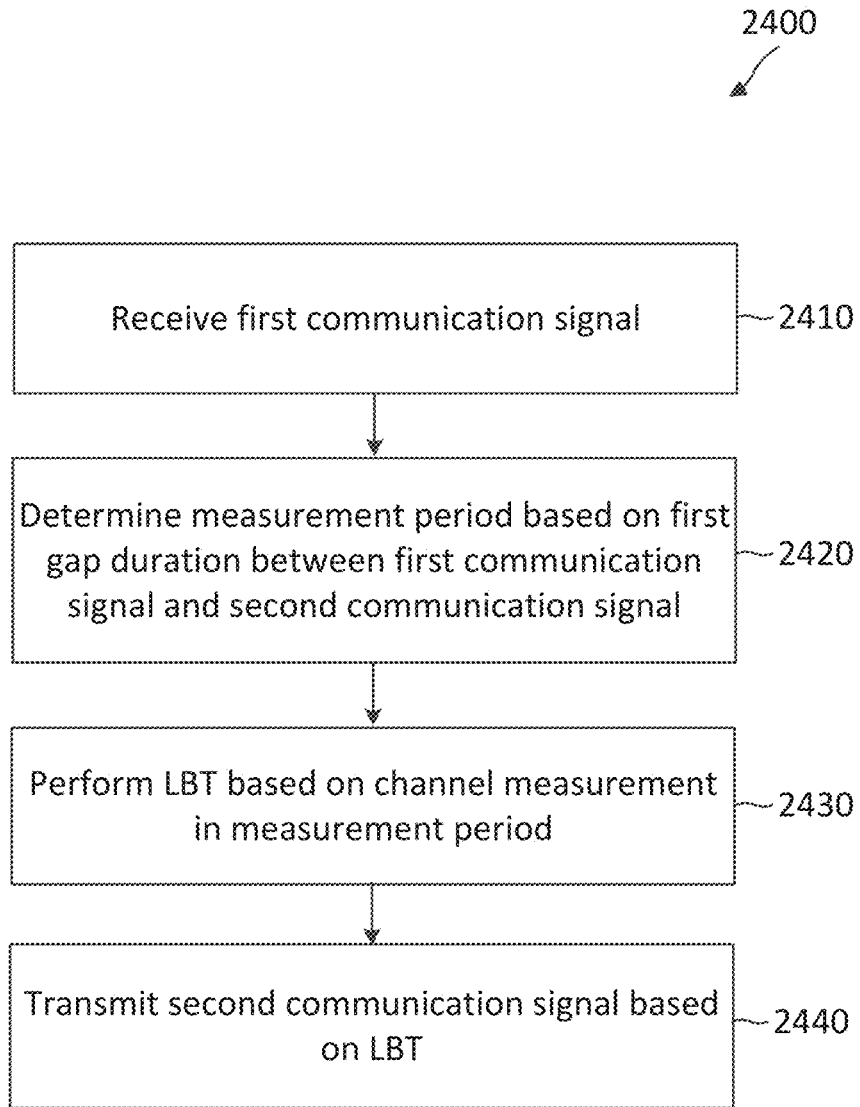 2400
Receive first communication signal
2410
Determine measurement period based on first
gap duration between first communication
signal and second communication signal
2420
Perform LBT based on channel measurement
in measurement period
2430
Transmit second communication signal based
on LBT
2440